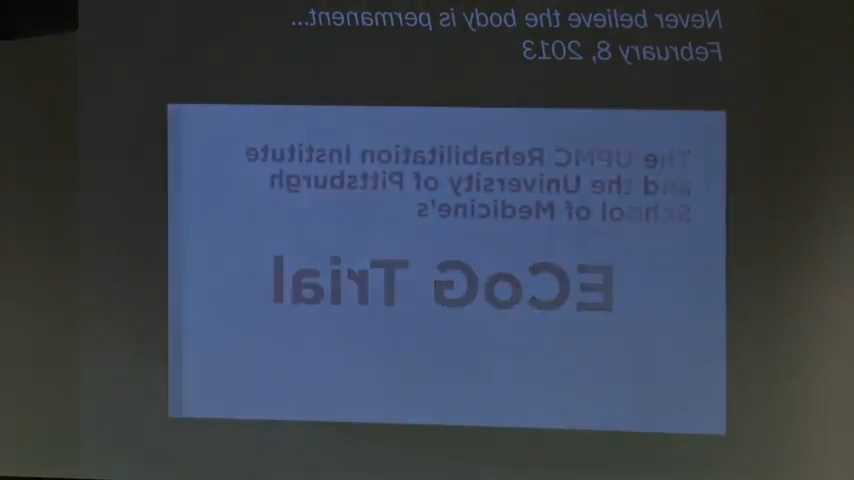 Never believe the body is permanent...
February 8, 2013
The UPMC Rehabilitation Institute
and the University of Pittsburgh
School of Medicine's
ECoG Trial